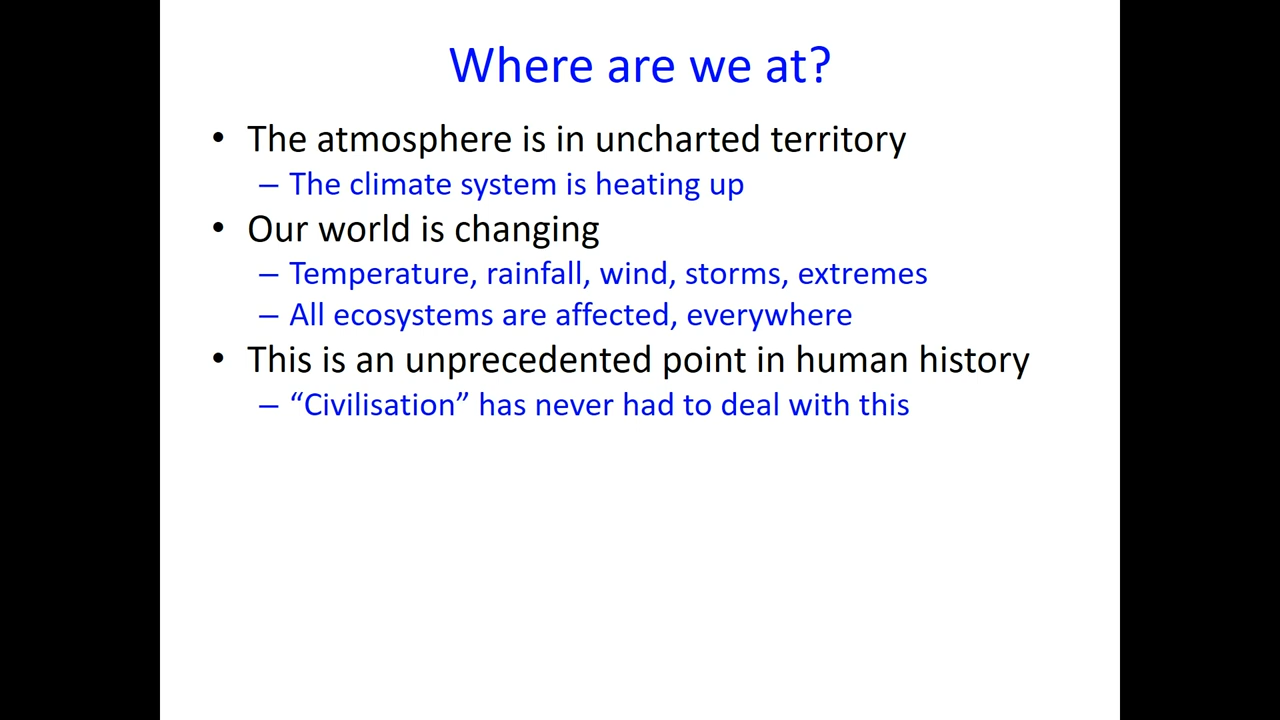 Where are we at?
• The atmosphere is in uncharted territory
– The climate system is heating up
• Our world is changing
– Temperature, rainfall, wind, storms, extremes
– All ecosystems are affected, everywhere
• This is an unprecedented point in human history
– “Civilisation” has never had to deal with this